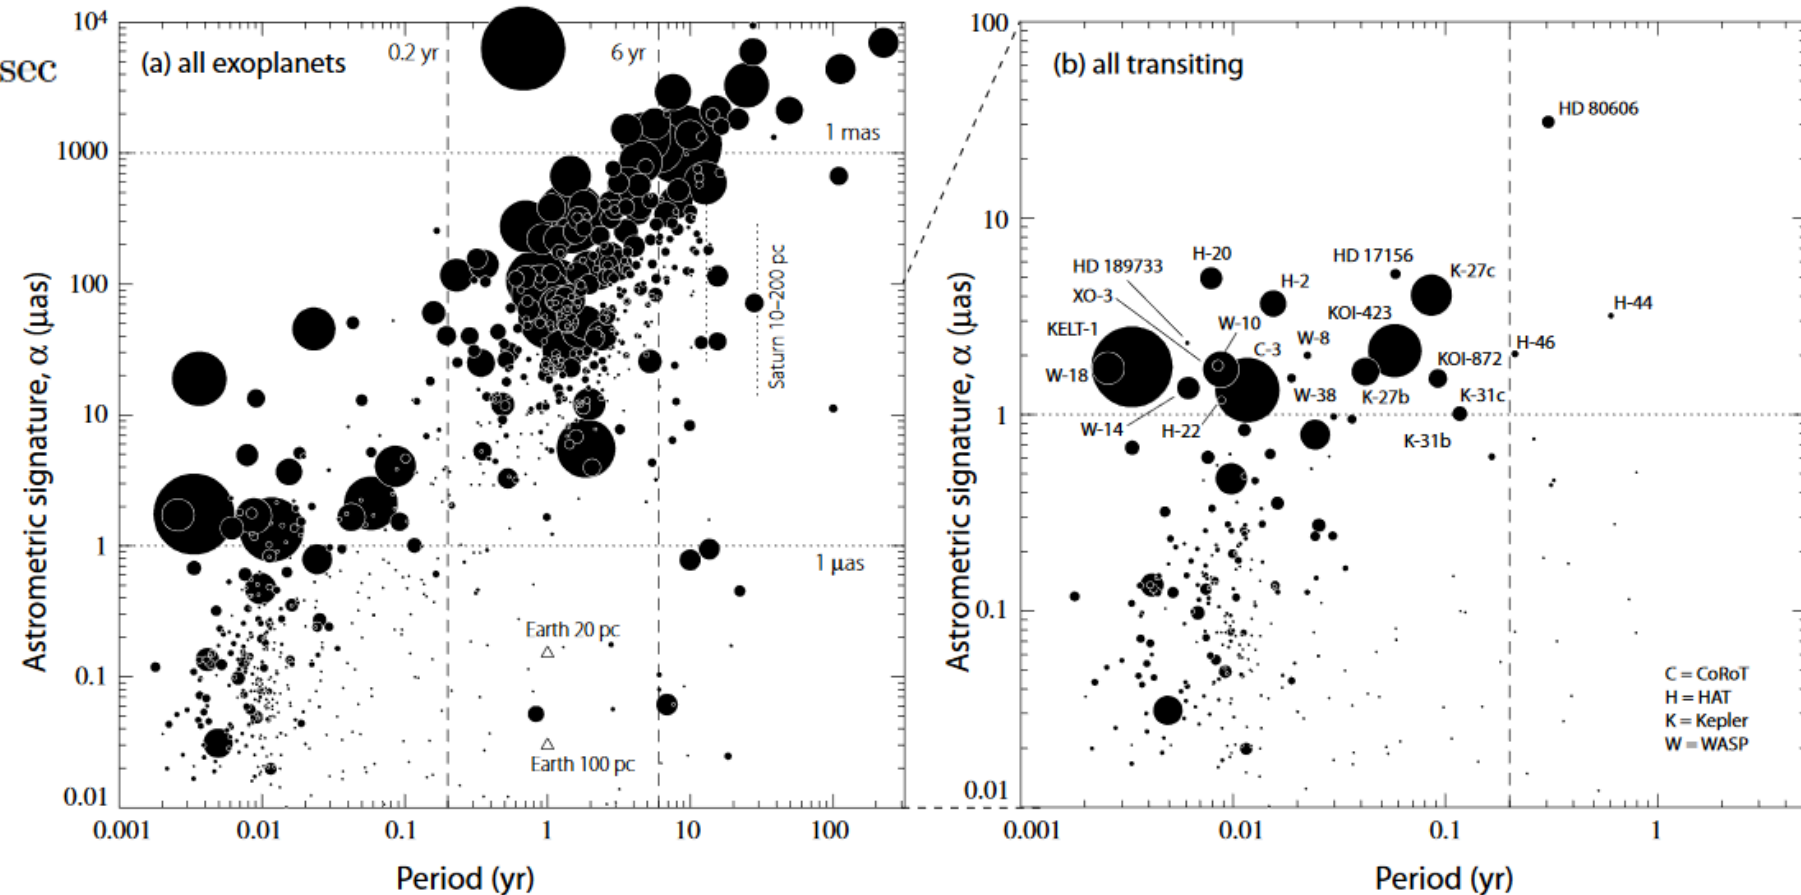 sec
Astrometric signature, α (μas)
10⁴
1000
100
10
1
0.1
0.01
(a) all exoplanets
0.2 yr
6 yr
1 mas
Saturn 10–200 pc
1 μas
Earth 20 pc
Earth 100 pc
0.001
0.01
0.1
1
10
100
Period (yr)
Astrometric signature, α (μas)
100
10
1
0.1
0.01
(b) all transiting
HD 80606
H-20
HD 17156
HD 189733
H-2
K-27c
XO-3
KOI-423
H-44
KELT-1
W-10
W-8
H-46
C-3
KOI-872
W-18
W-38
K-27b
K-31c
W-14
H-22
K-31b
C = CoRoT
H = HAT
K = Kepler
W = WASP
0.001
0.01
0.1
1
Period (yr)